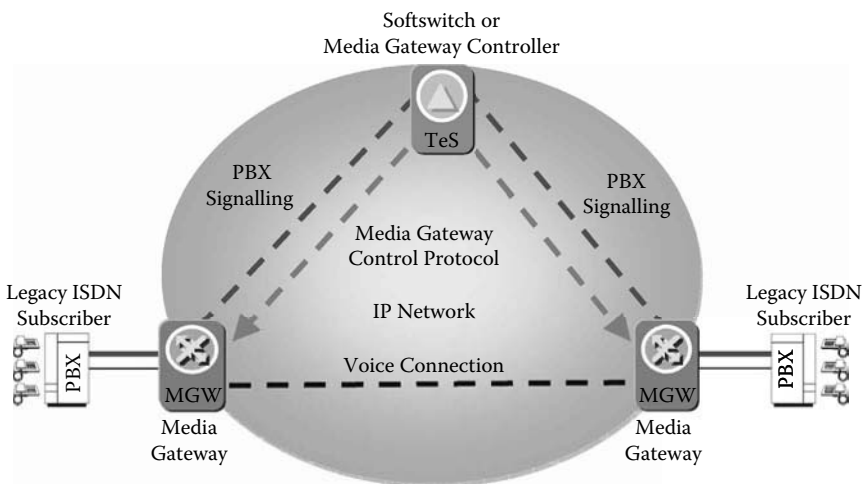 Softswitch or
Media Gateway Controller
TeS
PBX
Signalling
PBX
Signalling
Media Gateway
Control Protocol
Legacy ISDN
Subscriber
IP Network
Legacy ISDN
Subscriber
PBX
Voice Connection
PBX
MGW
MGW
Media
Gateway
Media
Gateway